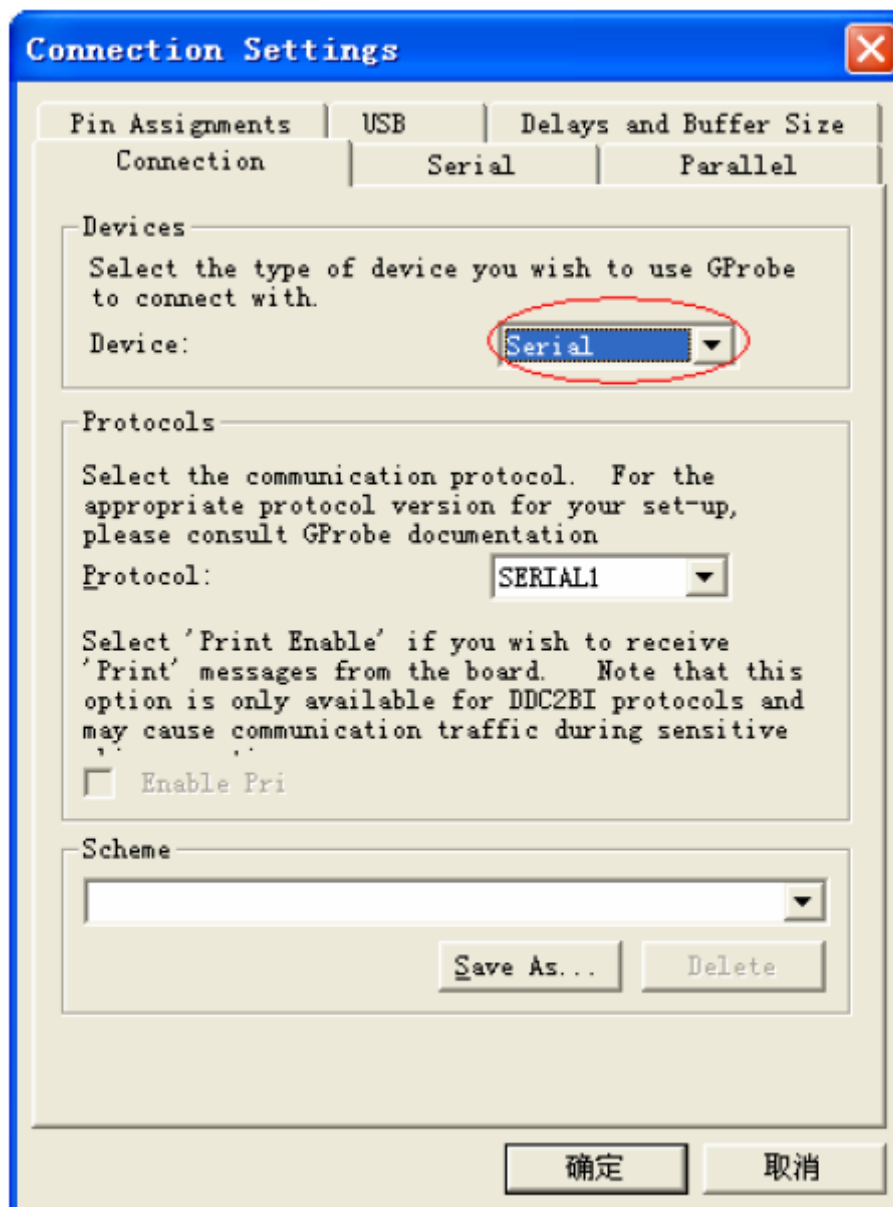 Connection Settings
Pin Assignments
USB
Delays and Buffer Size
Connection
Serial
Parallel
Devices
Select the type of device you wish to use GProbe
to connect with.
Device:
Serial
Protocols
Select the communication protocol. For the
appropriate protocol version for your set-up,
please consult GProbe documentation
Protocol:
SERIAL1
Select 'Print Enable' if you wish to receive
'Print' messages from the board. Note that this
option is only available for DDC2BI protocols and
may cause communication traffic during sensitive
Enable Pri
Scheme
Save As...
Delete
确定
取消